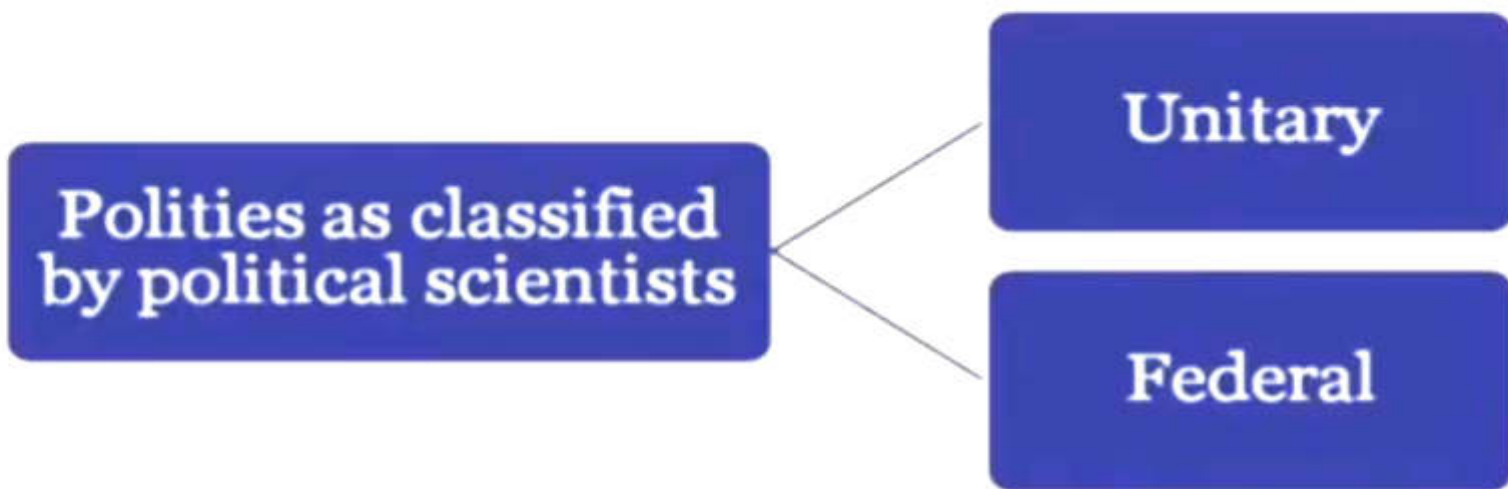 Polities as classified
by political scientists
Unitary
Federal